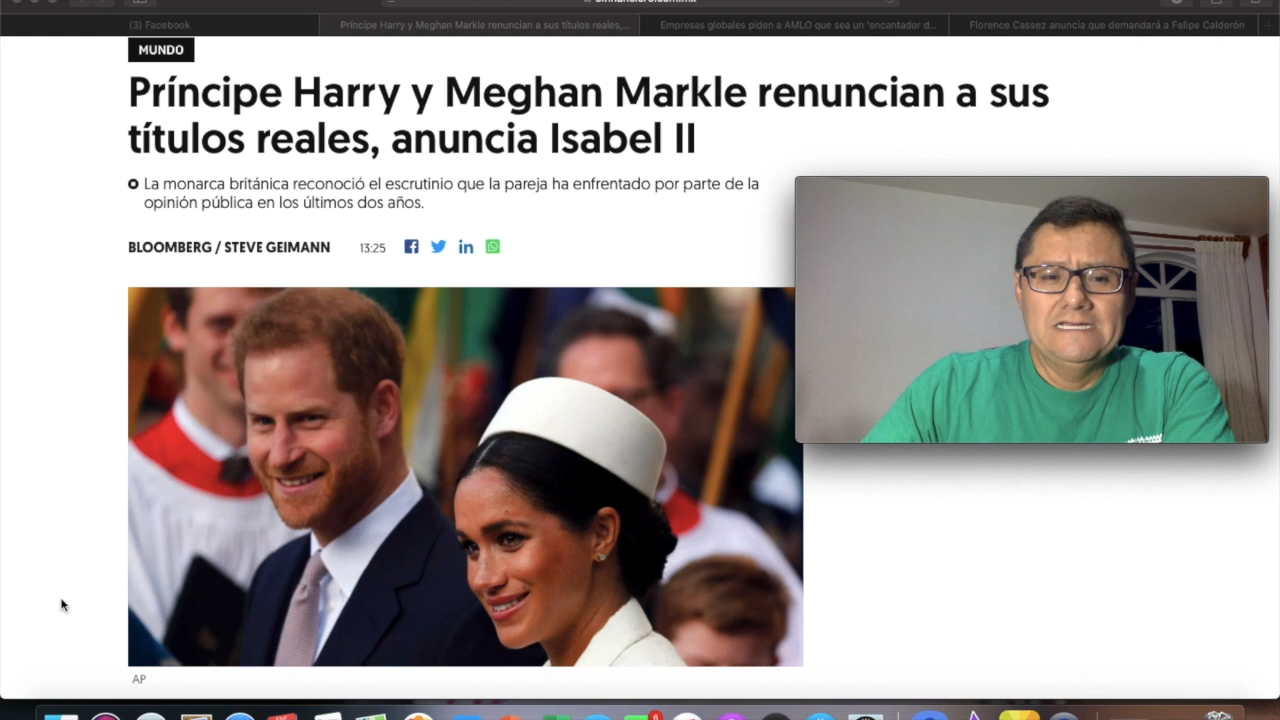 (3) Facebook
Príncipe Harry y Meghan Markle renuncian a sus títulos reales,...
Empresas globales piden a AMLO que sea un 'encantador d...
Florence Cassez anuncia que demandará a Felipe Calderón
MUNDO
Príncipe Harry y Meghan Markle renuncian a sus
títulos reales, anuncia Isabel II
La monarca británica reconoció el escrutinio que la pareja ha enfrentado por parte de la
opinión pública en los últimos dos años.
BLOOMBERG / STEVE GEIMANN 13:25
AP